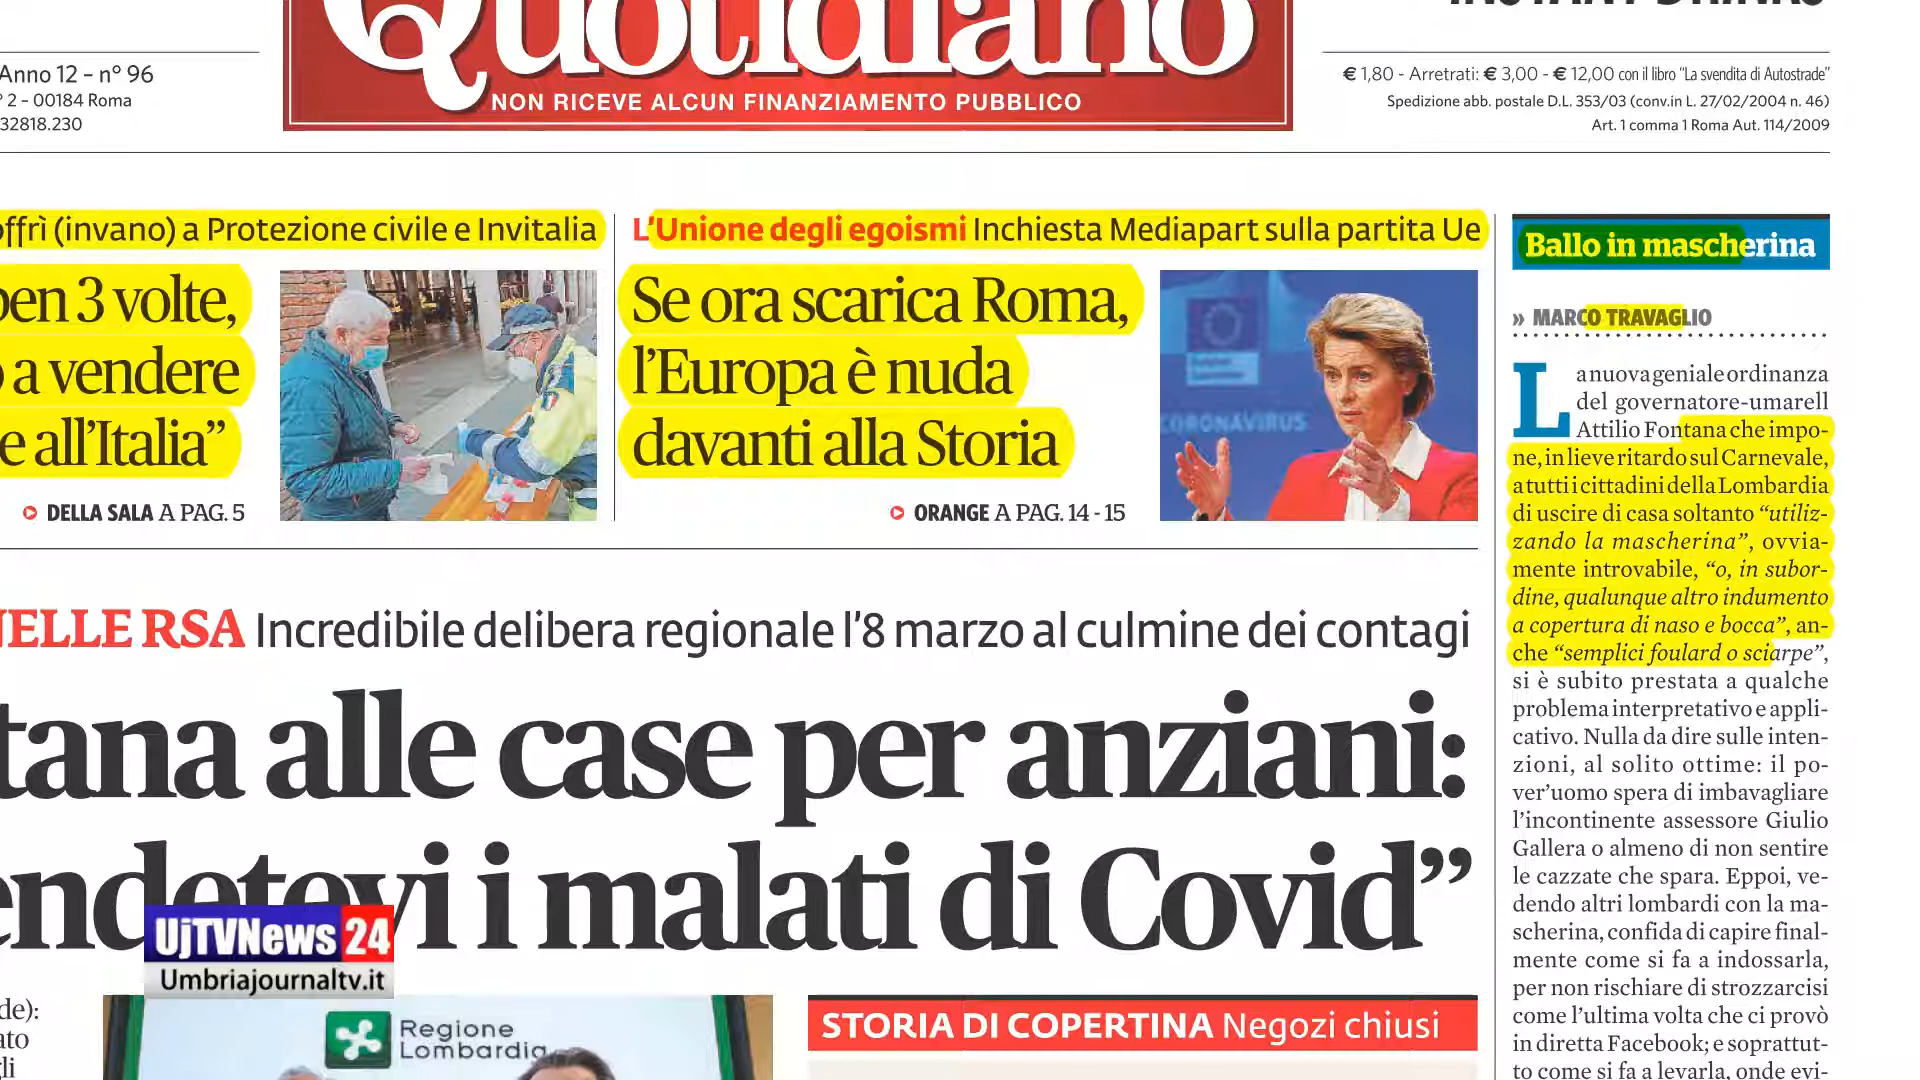 Quotidiano
NON RICEVE ALCUN FINANZIAMENTO PUBBLICO
Anno 12 – n° 96
n° 2 – 00184 Roma
32818.230
€ 1,80 - Arretrati: € 3,00 - € 12,00 con il libro “La svendita di Autostrade”
Spedizione abb. postale D.L. 353/03 (conv.in L. 27/02/2004 n. 46)
Art. 1 comma 1 Roma Aut. 114/2009
offrì (invano) a Protezione civile e Invitalia
ben 3 volte,
a vendere
e all’Italia”
DELLA SALA A PAG. 5
L’Unione degli egoismi Inchiesta Mediapart sulla partita Ue
Se ora scarica Roma,
l’Europa è nuda
davanti alla Storia
ORANGE A PAG. 14 - 15
CORONAVIRUS
NELLE RSA Incredibile delibera regionale l’8 marzo al culmine dei contagi
tana alle case per anziani:
endetevi i malati di Covid”
UjTVNews 24
Umbriajournaltv.it
Regione
Lombardia
STORIA DI COPERTINA Negozi chiusi
Ballo in mascherina
» MARCO TRAVAGLIO
La nuova geniale ordinanza
del governatore-umarell
Attilio Fontana che impo-
ne, in lieve ritardo sul Carnevale,
a tutti i cittadini della Lombardia
di uscire di casa soltanto “utiliz-
zando la mascherina”, ovvia-
mente introvabile, “o, in subor-
dine, qualunque altro indumento
a copertura di naso e bocca”, an-
che “semplici foulard o sciarpe”,
si è subito prestata a qualche
problema interpretativo e appli-
cativo. Nulla da dire sulle inten-
zioni, al solito ottime: il po-
ver’uomo spera di imbavagliare
l’incontinente assessore Giulio
Gallera o almeno di non sentire
le cazzate che spara. Eppoi, ve-
dendo altri lombardi con la ma-
scherina, confida di capire final-
mente come si fa a indossarla,
per non rischiare di strozzarcisi
come l’ultima volta che ci provò
in diretta Facebook; e soprattut-
to come si fa a levarla, onde evi-